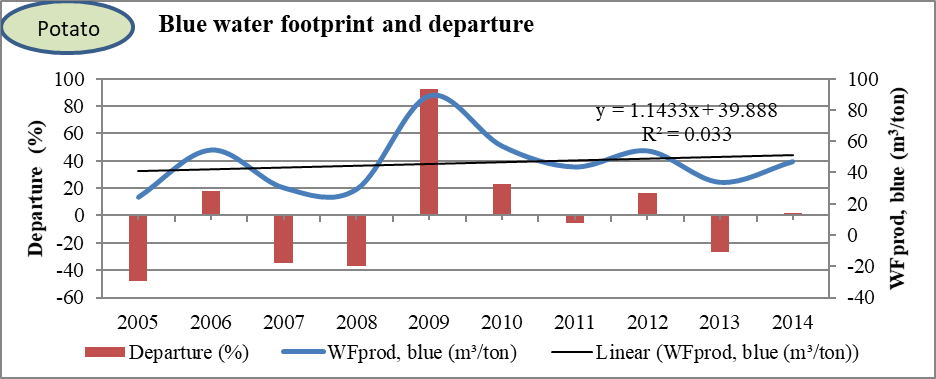 Potato
Blue water footprint and departure
Departure (%)
100
80
60
40
20
0
-20
-40
-60
100
80
60
40
20
0
-20
-40
WFprod, blue (m³/ton)
y = 1.1433x + 39.888
R² = 0.033
2005 2006 2007 2008 2009 2010 2011 2012 2013 2014
Departure (%) WFprod, blue (m³/ton) Linear (WFprod, blue (m³/ton))